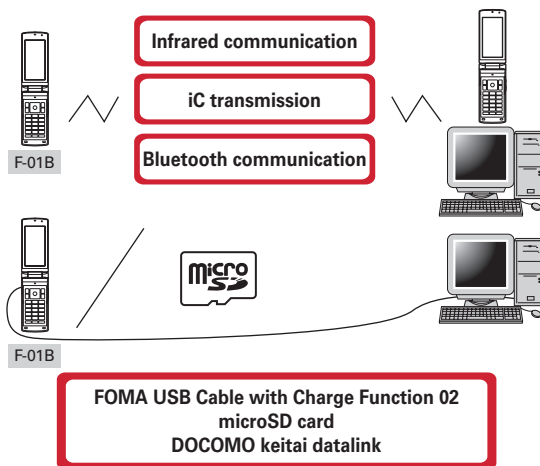 Infrared communication
iC transmission
Bluetooth communication
F-01B
micro
SD
F-01B
FOMA USB Cable with Charge Function 02
microSD card
DOCOMO keitai datalink